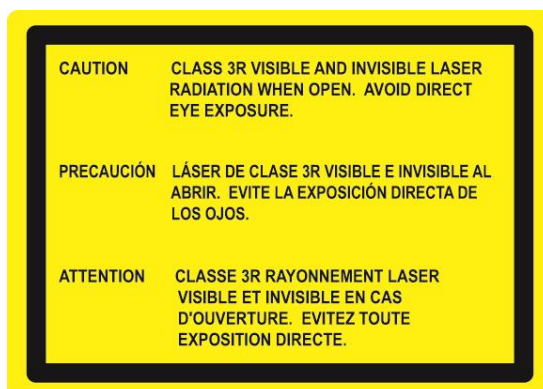 CAUTION CLASS 3R VISIBLE AND INVISIBLE LASER
RADIATION WHEN OPEN. AVOID DIRECT
EYE EXPOSURE.
PRECAUCIÓN LÁSER DE CLASE 3R VISIBLE E INVISIBLE AL
ABRIR. EVITE LA EXPOSICIÓN DIRECTA DE
LOS OJOS.
ATTENTION CLASSE 3R RAYONNEMENT LASER
VISIBLE ET INVISIBLE EN CAS
D'OUVERTURE. EVITEZ TOUTE
EXPOSITION DIRECTE.